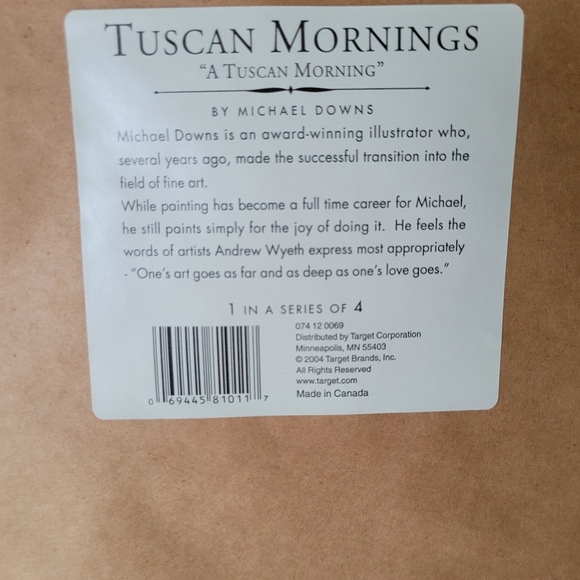 TUSCAN MORNINGS
"A TUSCAN MORNING"
BY MICHAEL DOWNS
Michael Downs is an award-winning illustrator who,
several years ago, made the successful transition into the
field of fine art.
While painting has become a full time career for Michael,
he still paints simply for the joy of doing it. He feels the
words of artists Andrew Wyeth express most appropriately
- "One's art goes as far and as deep as one's love goes."
1 IN A SERIES OF 4
074 12 0069
Distributed by Target Corporation
Minneapolis, MN 55403
© 2004 Target Brands, Inc.
All Rights Reserved
www.target.com
Made in Canada
0 69445 81011 7